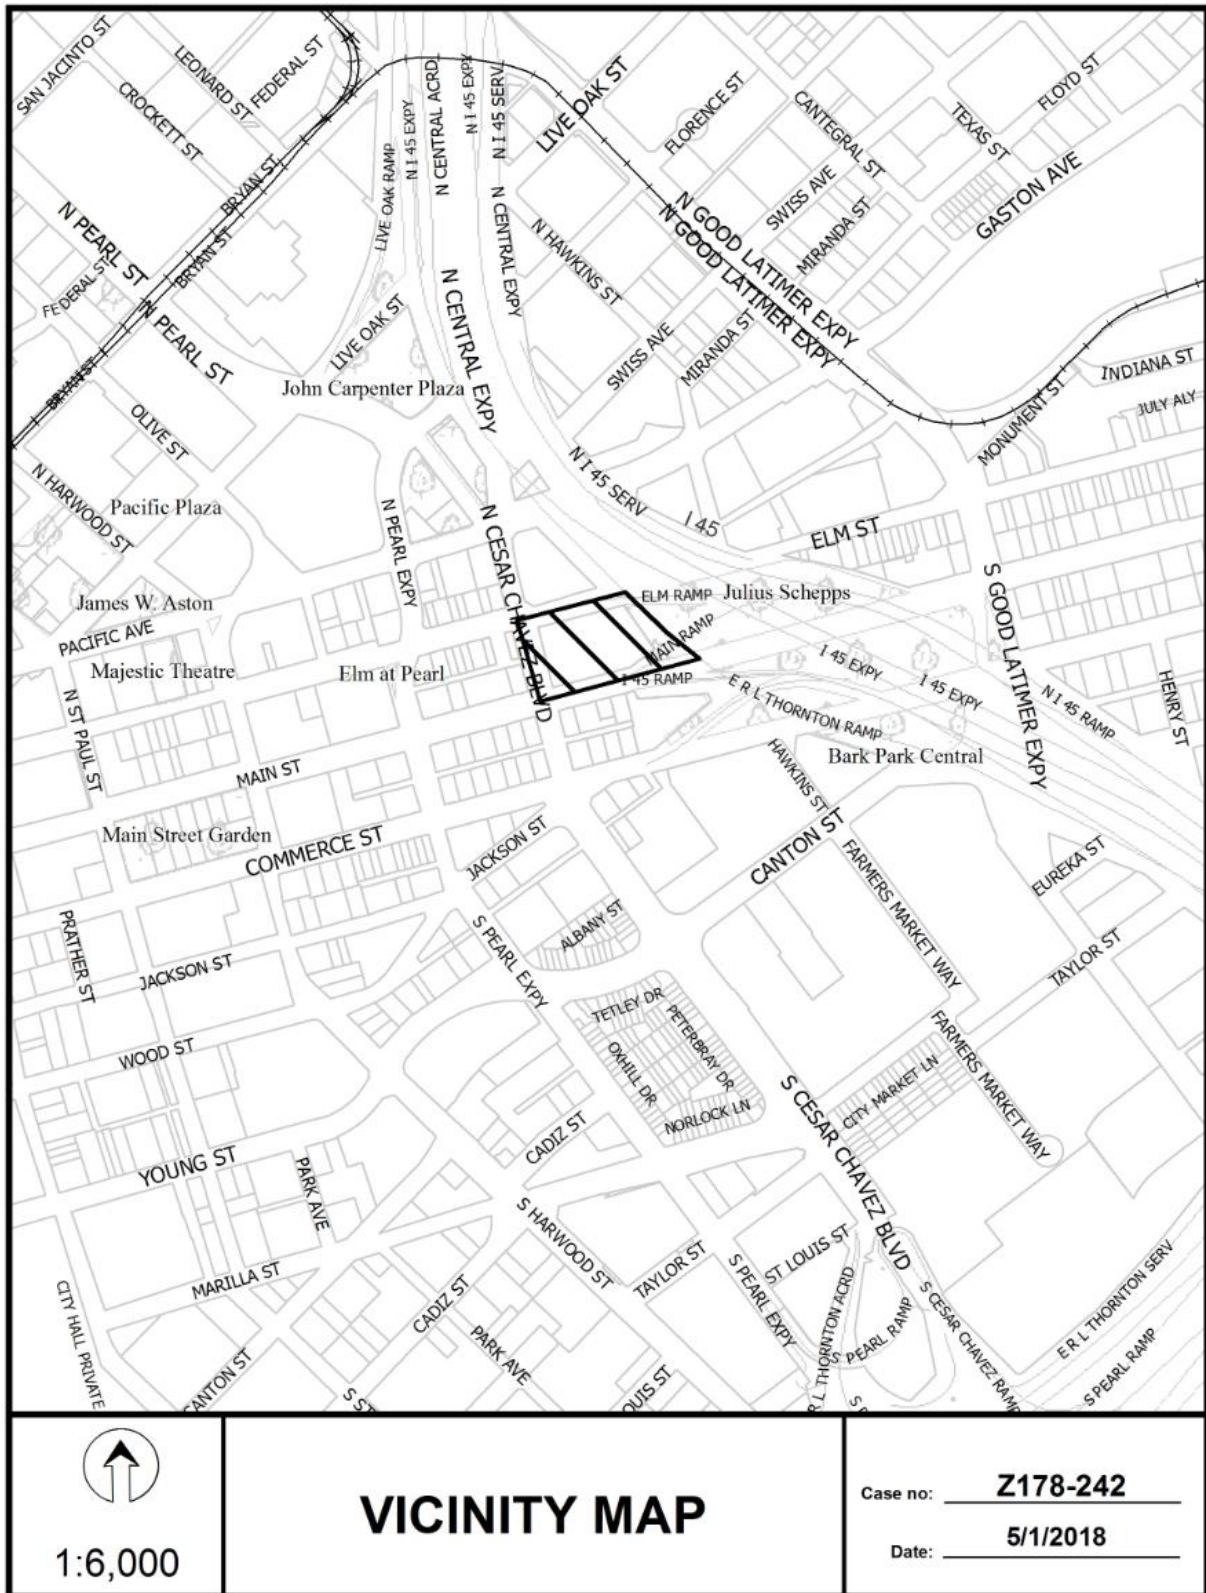 SAN JACINTO ST
LEONARD ST
FEDERAL ST
CROCKETT ST
BRYAN ST
N PEARL ST
BRYAN ST
FEDERAL ST
N PEARL ST
BRYAN ST
OLIVE ST
N HARWOOD ST
LIVE OAK RAMP
N I 45 EXPY
N CENTRAL ACRD
N I 45 EXPY
N I 45 SERV
LIVE OAK ST
FLORENCE ST
CANTEGRAL ST
TEXAS ST
FLOYD ST
GASTON AVE
SWISS AVE
MIRANDA ST
N GOOD LATIMER EXPY
N GOOD LATIMER EXPY
N CENTRAL EXPY
N HAWKINS ST
N CENTRAL EXPY
LIVE OAK ST
SWISS AVE
MIRANDA ST
INDIANA ST
JULY ALY
MONUMENT ST
John Carpenter Plaza
Pacific Plaza
N I 45 SERV
I 45
ELM ST
N PEARL EXPY
N CESAR CHAVEZ BLVD
James W. Aston
PACIFIC AVE
Majestic Theatre
Elm at Pearl
ELM RAMP
Julius Schepps
MAIN RAMP
I 45 RAMP
I 45 EXPY
I 45 EXPY
N I 45 RAMP
S GOOD LATIMER EXPY
HENRY ST
E R L THORNTON RAMP
Bark Park Central
N ST PAUL ST
MAIN ST
Main Street Garden
COMMERCE ST
JACKSON ST
HAWKINS ST
CANTON ST
FARMERS MARKET WAY
EUREKA ST
TAYLOR ST
PRATHER ST
JACKSON ST
S PEARL EXPY
ALBANY ST
WOOD ST
TETLEY DR
PETERBRAY DR
OXHILL DR
NORLOCK LN
FARMERS MARKET WAY
CITY MARKET LN
S CESAR CHAVEZ BLVD
YOUNG ST
PARK AVE
CADIZ ST
S HARWOOD ST
TAYLOR ST
ST LOUIS ST
S PEARL EXPY
MARILLA ST
CADIZ ST
PARK AVE
CITY HALL PRIVATE
CANTON ST
S ST
OUIS ST
R L THORNTON ACRD
S PEARL RAMP
S CESAR CHAVEZ RAMP
E R L THORNTON SERV
S PEARL RAMP
1:6,000
VICINITY MAP
Case no: Z178-242
Date: 5/1/2018